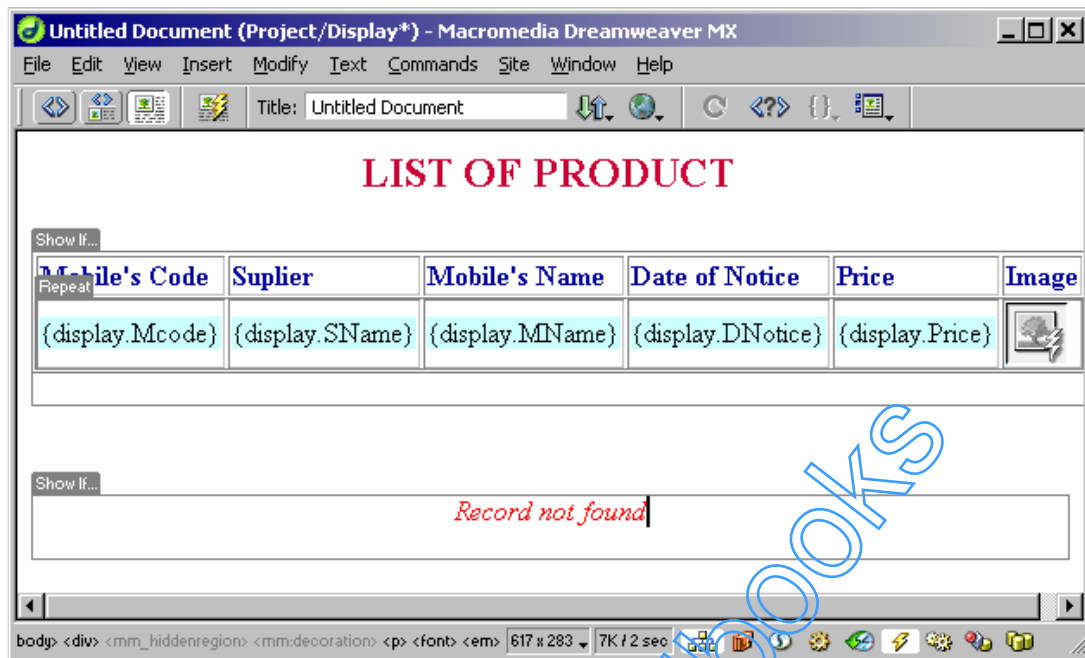 Untitled Document (Project/Display*) - Macromedia Dreamweaver MX
File Edit View Insert Modify Text Commands Site Window Help
Title: Untitled Document
LIST OF PRODUCT
Show If...
Mobile's Code Suplier Mobile's Name Date of Notice Price Image
Repeat
{display.Mcode} {display.SName} {display.MName} {display.DNotice} {display.Price}
Show If...
Record not found
body> <div> <mm_hiddenregion> <mm:decoration> <p> <font> <em> 617 x 283 7K / 2 sec
ooks